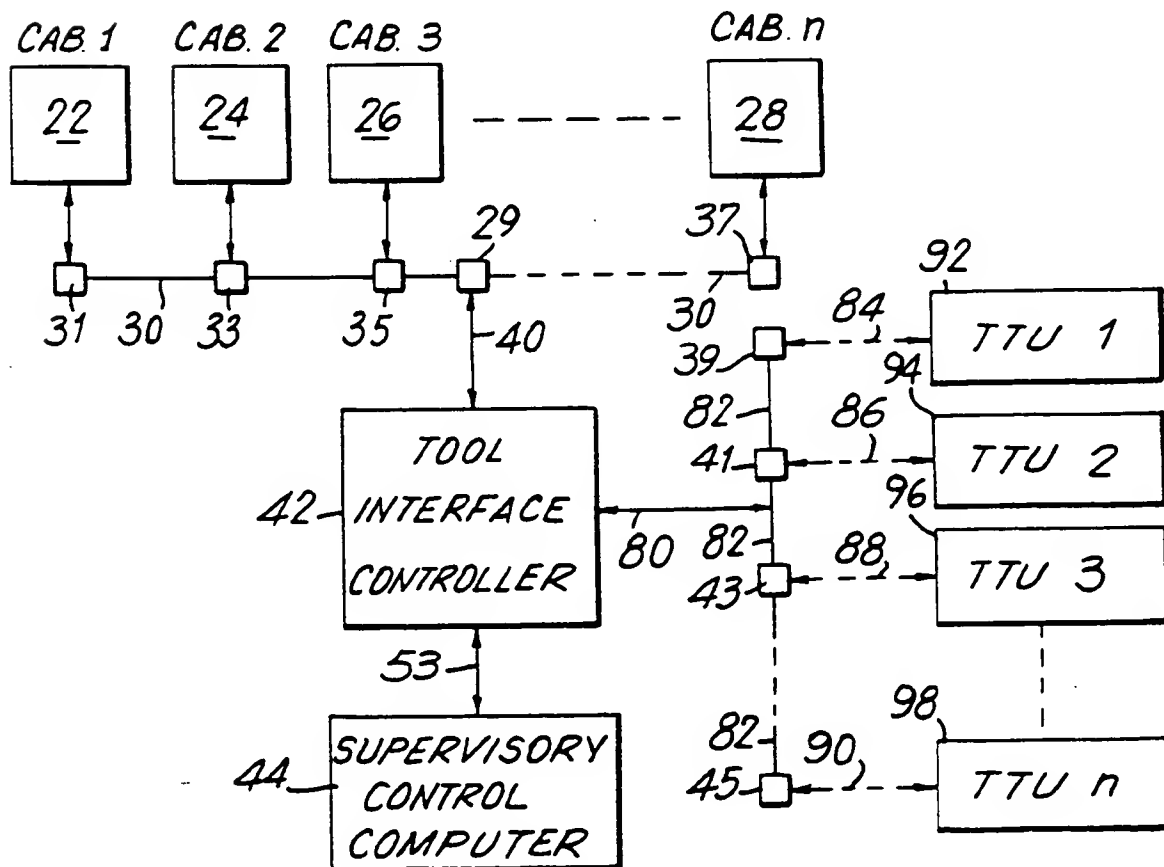 CAB. 1 CAB. 2 CAB. 3 CAB. n
22 24 26 28
29 37
31 30 33 35 30
92
40 39 84 TTU 1
94
82 86
41 TTU 2
TOOL
42 INTERFACE 80 96
CONTROLLER 82 88
43 TTU 3
53
98
SUPERVISORY 82 90
44 CONTROL 45 TTU n
COMPUTER